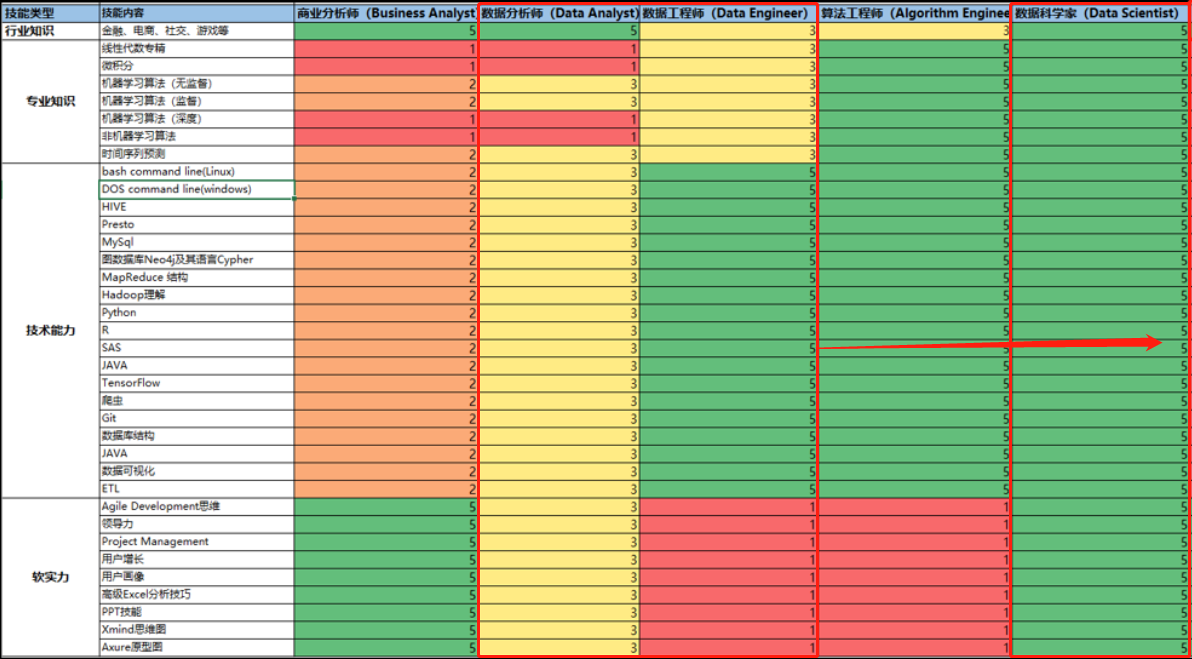 技能类型 技能内容 商业分析师（Business Analyst 数据分析师（Data Analyst） 数据工程师（Data Engineer） 算法工程师（Algorithm Enginee 数据科学家（Data Scientist）
行业知识 金融、电商、社交、游戏等 5 5 3 3 5
线性代数专精 1 1 3 5 5
微积分 1 1 3 5 5
机器学习算法（无监督） 2 3 3 5 5
专业知识 机器学习算法（监督） 2 3 3 5 5
机器学习算法（深度） 1 1 3 5 5
非机器学习算法 1 1 3 5 5
时间序列预测 2 3 3 5 5
bash command line(Linux) 2 3 5 5 5
DOS command line(windows) 2 3 5 5 5
HIVE 2 3 5 5 5
Presto 2 3 5 5 5
MySql 2 3 5 5 5
图数据库Neo4j及其语言Cypher 2 3 5 5 5
MapReduce 结构 2 3 5 5 5
Hadoop理解 2 3 5 5 5
Python 2 3 5 5 5
技术能力 R 2 3 5 5 5
SAS 2 3 5 5 5
JAVA 2 3 5 5 5
TensorFlow 2 3 5 5 5
爬虫 2 3 5 5 5
Git 2 3 5 5 5
数据库结构 2 3 5 5 5
JAVA 2 3 5 5 5
数据可视化 2 3 5 5 5
ETL 2 3 5 5 5
Agile Development思维 5 3 1 1 5
领导力 5 3 1 1 5
Project Management 5 3 1 1 5
用户增长 5 3 1 1 5
软实力 用户画像 5 3 1 1 5
高级Excel分析技巧 5 3 1 1 5
PPT技能 5 3 1 1 5
Xmind思维图 5 3 1 1 5
Axure原型图 5 3 1 1 5